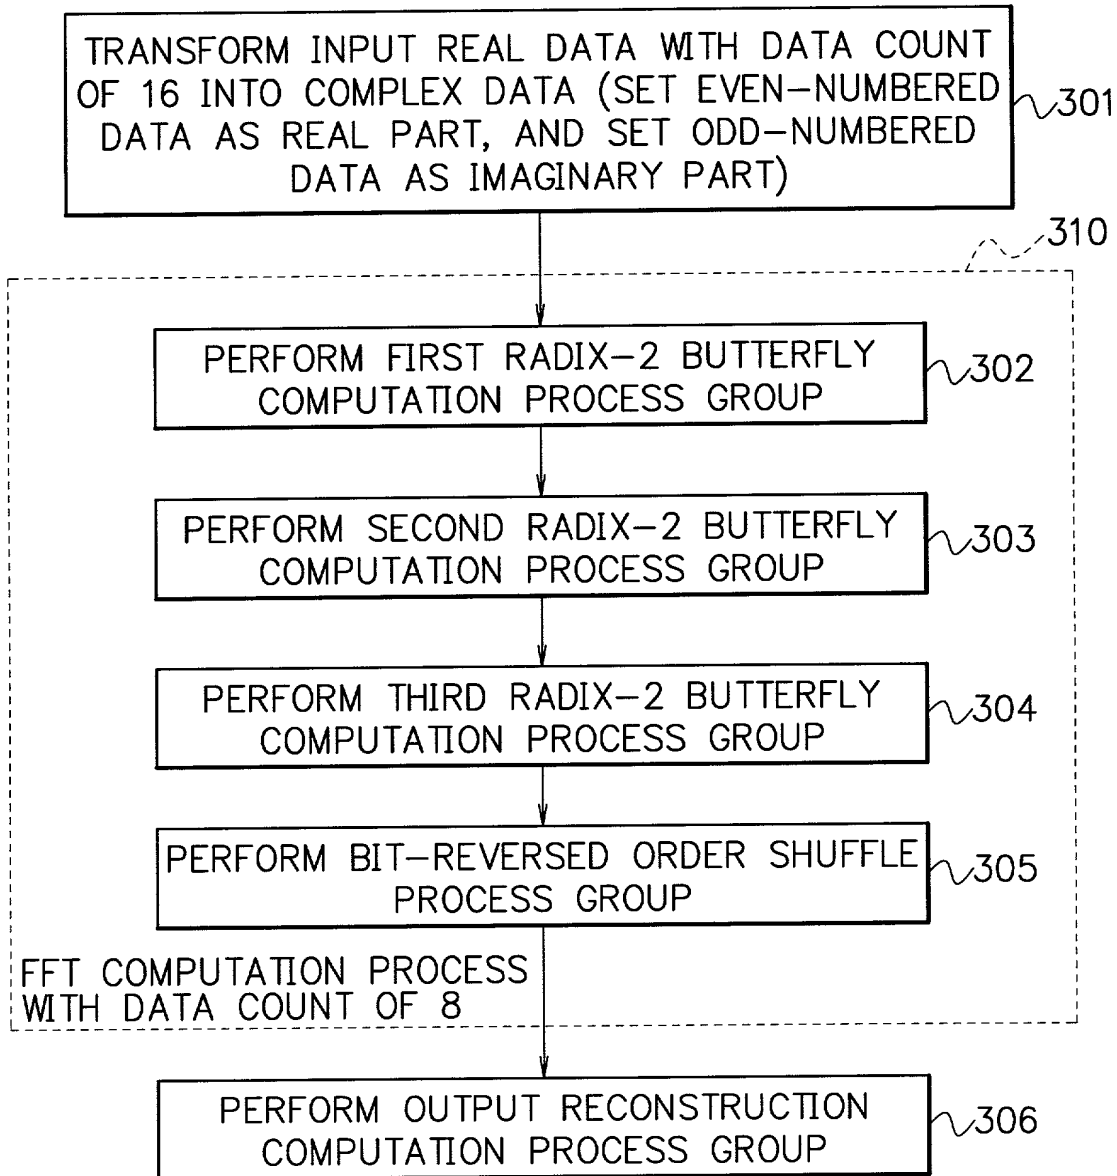 TRANSFORM INPUT REAL DATA WITH DATA COUNT
OF 16 INTO COMPLEX DATA (SET EVEN-NUMBERED
DATA AS REAL PART, AND SET ODD-NUMBERED
DATA AS IMAGINARY PART)
301
310
PERFORM FIRST RADIX-2 BUTTERFLY
COMPUTATION PROCESS GROUP
302
PERFORM SECOND RADIX-2 BUTTERFLY
COMPUTATION PROCESS GROUP
303
PERFORM THIRD RADIX-2 BUTTERFLY
COMPUTATION PROCESS GROUP
304
PERFORM BIT-REVERSED ORDER SHUFFLE
PROCESS GROUP
305
FFT COMPUTATION PROCESS
WITH DATA COUNT OF 8
PERFORM OUTPUT RECONSTRUCTION
COMPUTATION PROCESS GROUP
306